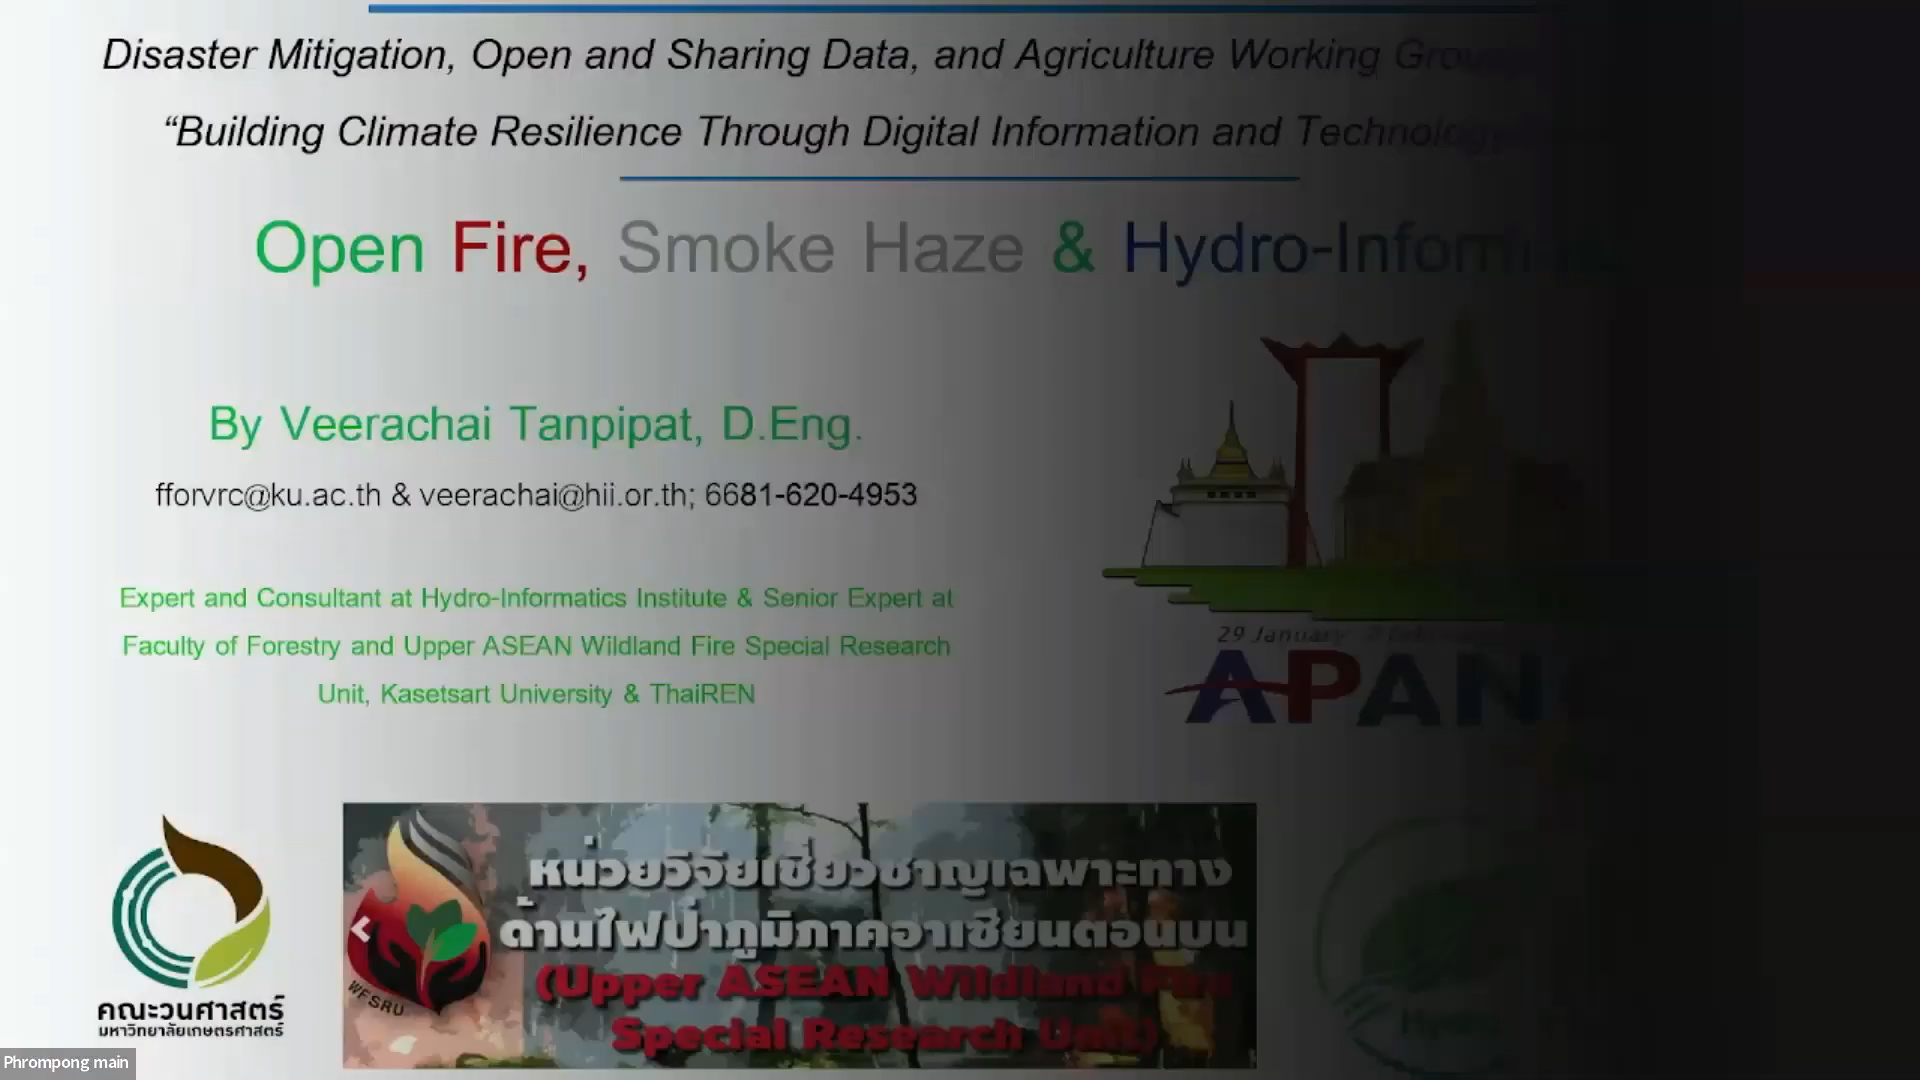 Disaster Mitigation, Open and Sharing Data, and Agriculture Working
“Building Climate Resilience Through Digital Information and Technology
Open Fire, Smoke Haze & Hydro-Inform
By Veerachai Tanpipat, D.Eng.
fforvrc@ku.ac.th & veerachai@hii.or.th; 6681-620-4953
Expert and Consultant at Hydro-Informatics Institute & Senior Expert at
Faculty of Forestry and Upper ASEAN Wildland Fire Special Research
Unit, Kasetsart University & ThaiREN
29 January
APAN
หน่วยวิจัยเชี่ยวชาญเฉพาะทาง
ด้านไฟป่าภูมิภาคอาเซียนตอนบน
(Upper ASEAN Wildland Fire
Special Research Unit)
WFSRU
คณะวนศาสตร์
มหาวิทยาลัยเกษตรศาสตร์
Phrompong main